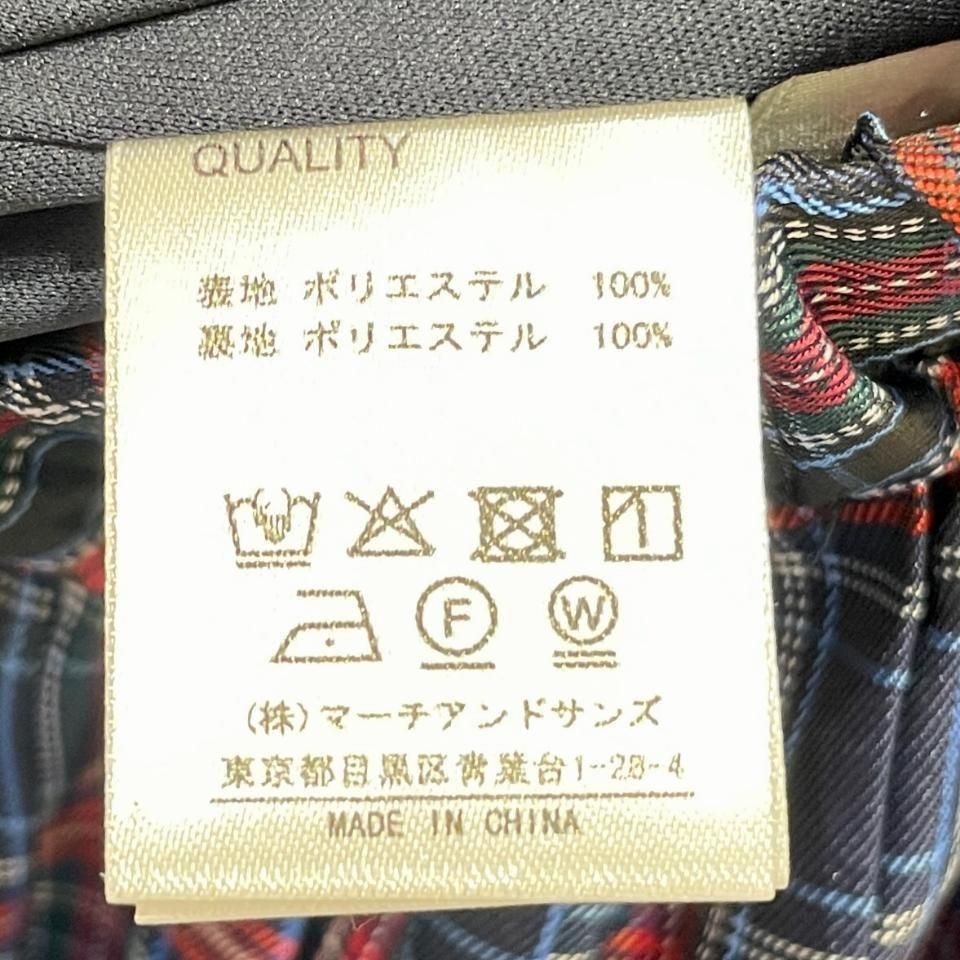 QUALITY
表地 ポリエステル 100%
裏地 ポリエステル 100%
F
W
(株)マーチアンドサンズ
東京都目黒区青葉台1-28-4
MADE IN CHINA